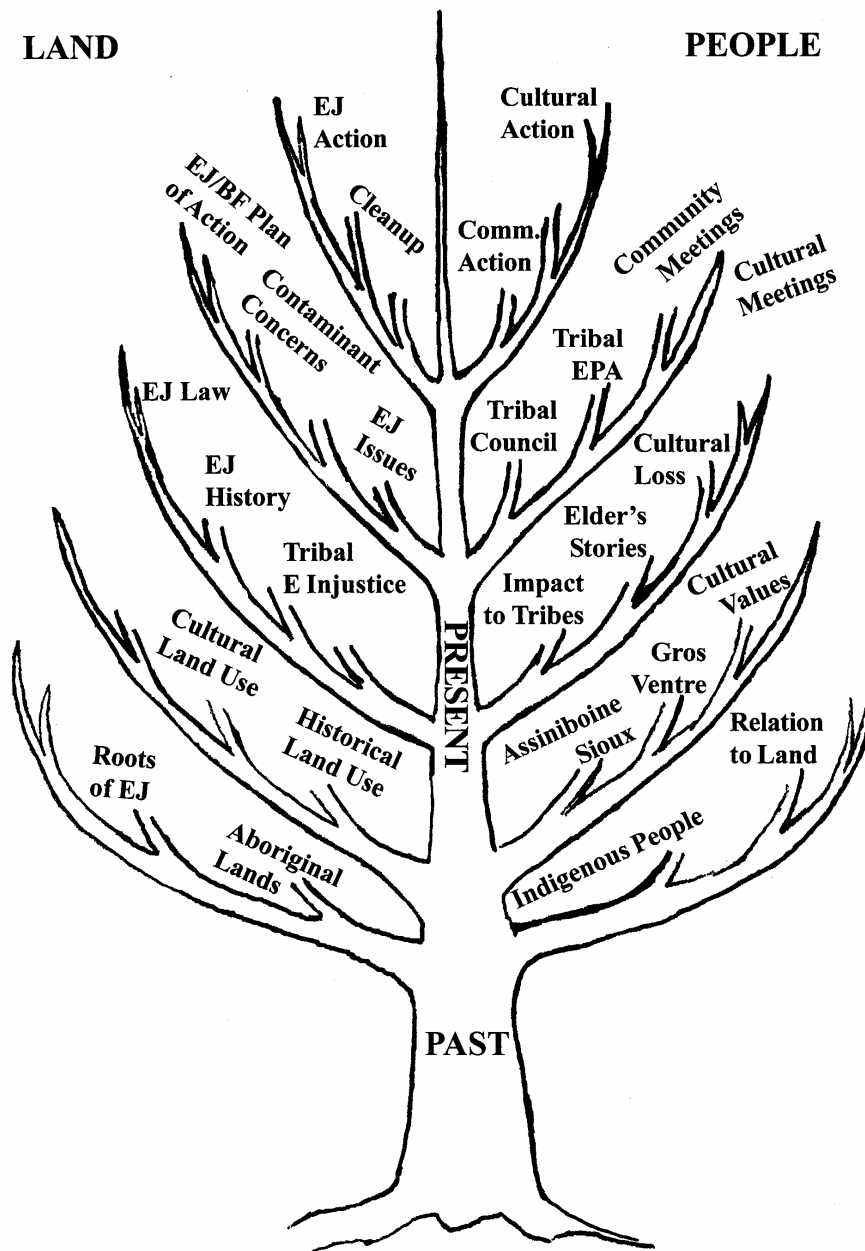 LAND
PEOPLE
EJ
Action
Cultural
Action
EJ/BF Plan
of Action
Cleanup
Comm.
Action
Community
Meetings
Cultural
Meetings
Contaminant
Concerns
Tribal
EPA
EJ Law
EJ
Issues
Tribal
Council
Cultural
Loss
EJ
History
Elder's
Stories
Tribal
E Injustice
Impact
to Tribes
Cultural
Values
Cultural
Land Use
PRESENT
Gros
Ventre
Historical
Land Use
Assiniboine
Sioux
Relation
to Land
Roots
of EJ
Aboriginal
Lands
Indigenous People
PAST